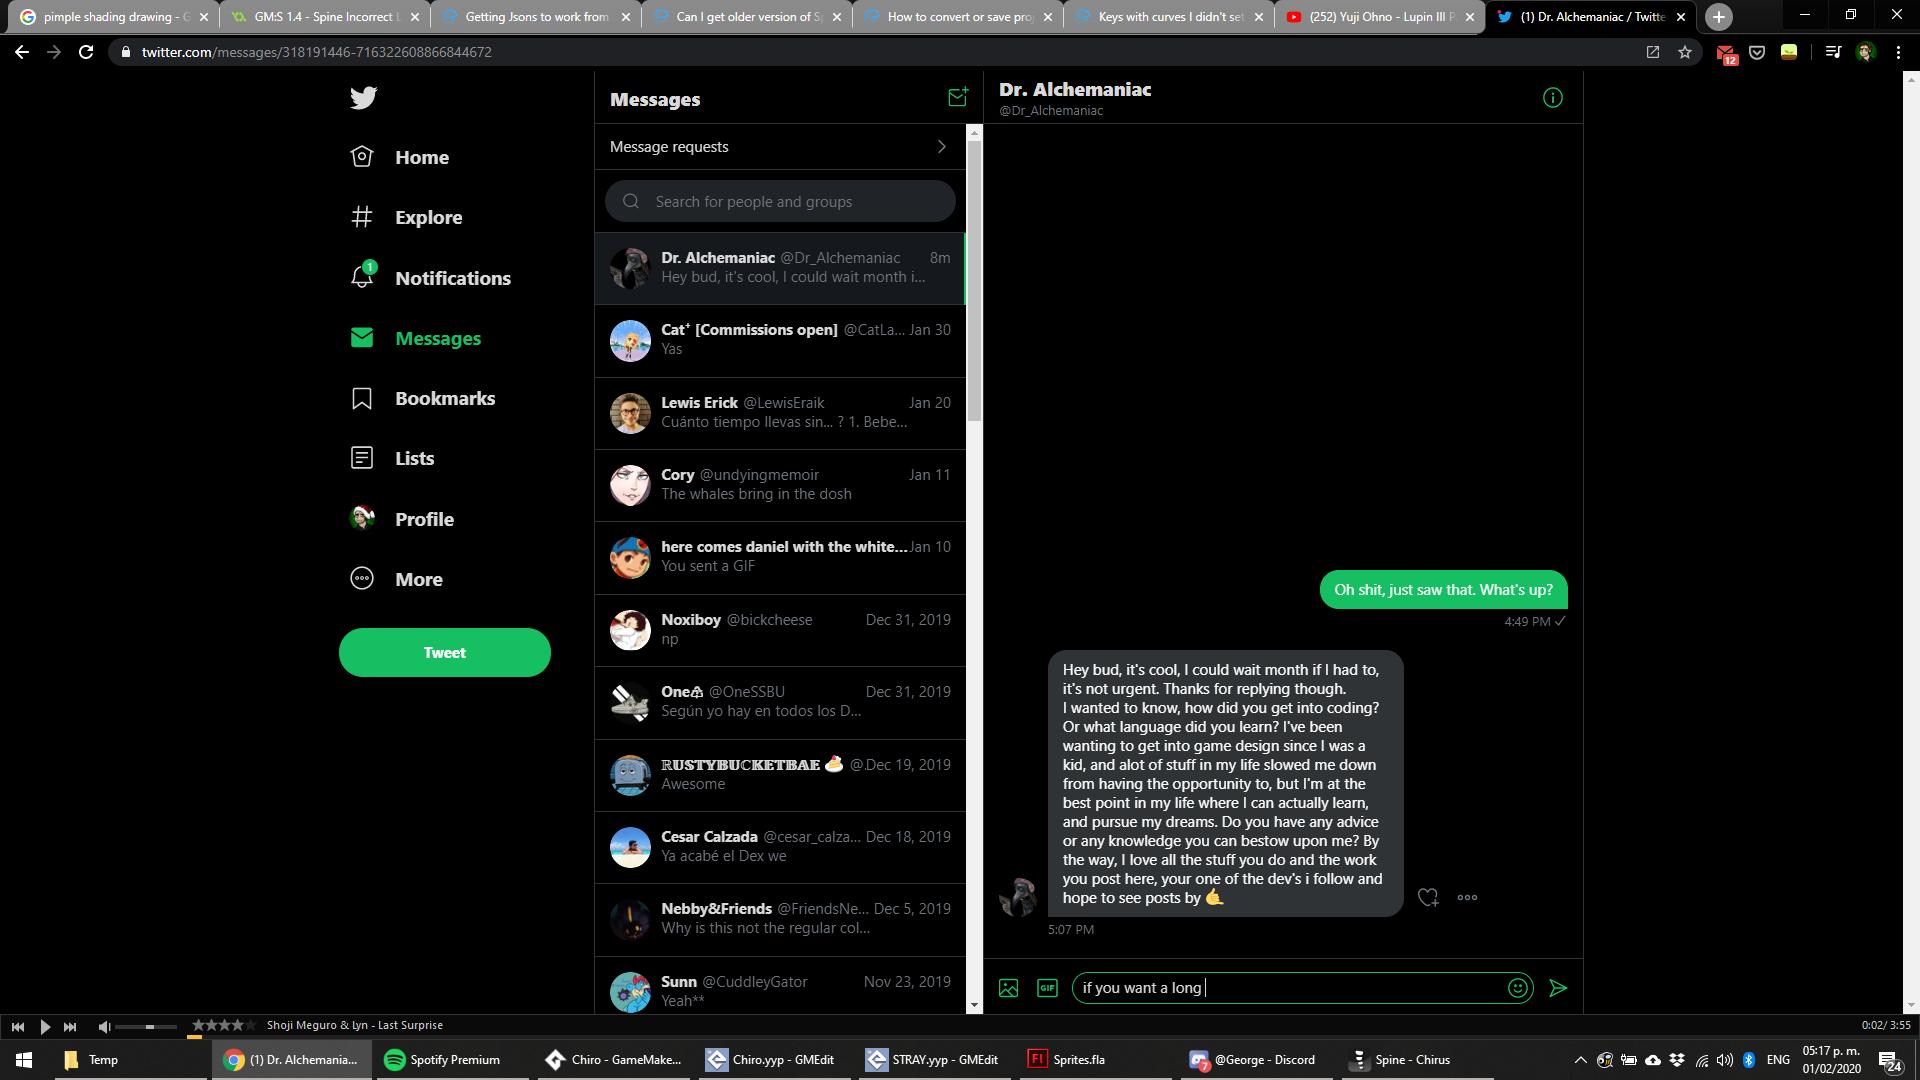 pimple shading drawing - G
GM:S 1.4 - Spine Incorrect L
Getting Jsons to work from
Can I get older version of Sp
How to convert or save pro
Keys with curves I didn't set
(252) Yuji Ohno - Lupin III P
(1) Dr. Alchemaniac / Twitte
twitter.com/messages/318191446-716322608866844672
12
Home
Explore
1
Notifications
Messages
Bookmarks
Lists
Profile
More
Tweet
Messages
Message requests
Search for people and groups
Dr. Alchemaniac @Dr_Alchemaniac 8m
Hey bud, it's cool, I could wait month i...
Cat⁺ [Commissions open] @CatLa... Jan 30
Yas
Lewis Erick @LewisEraik Jan 20
Cuánto tiempo llevas sin... ? 1. Bebe...
Cory @undyingmemoir Jan 11
The whales bring in the dosh
here comes daniel with the white... Jan 10
You sent a GIF
Noxiboy @bickcheese Dec 31, 2019
np
One @OneSSBU Dec 31, 2019
Según yo hay en todos los D...
ℝUSTYBUCKETBAE 🍰 @. Dec 19, 2019
Awesome
Cesar Calzada @cesar_calza... Dec 18, 2019
Ya acabé el Dex we
Nebby&Friends @FriendsNe... Dec 5, 2019
Why is this not the regular col...
Sunn @CuddleyGator Nov 23, 2019
Yeah**
Dr. Alchemaniac
@Dr_Alchemaniac
Oh shit, just saw that. What's up?
4:49 PM ✓
Hey bud, it's cool, I could wait month if I had to,
it's not urgent. Thanks for replying though.
I wanted to know, how did you get into coding?
Or what language did you learn? I've been
wanting to get into game design since I was a
kid, and alot of stuff in my life slowed me down
from having the opportunity to, but I'm at the
best point in my life where I can actually learn,
and pursue my dreams. Do you have any advice
or any knowledge you can bestow upon me? By
the way, I love all the stuff you do and the work
you post here, your one of the dev's i follow and
hope to see posts by 🤙
5:07 PM
GIF
if you want a long
Shoji Meguro & Lyn - Last Surprise
0:02/ 3:55
Temp
(1) Dr. Alchemania...
Spotify Premium
Chiro - GameMake...
Chiro.yyp - GMEdit
STRAY.yyp - GMEdit
Fl
Sprites.fla
7
@George - Discord
Spine - Chirus
ENG
05:17 p. m.
01/02/2020
24